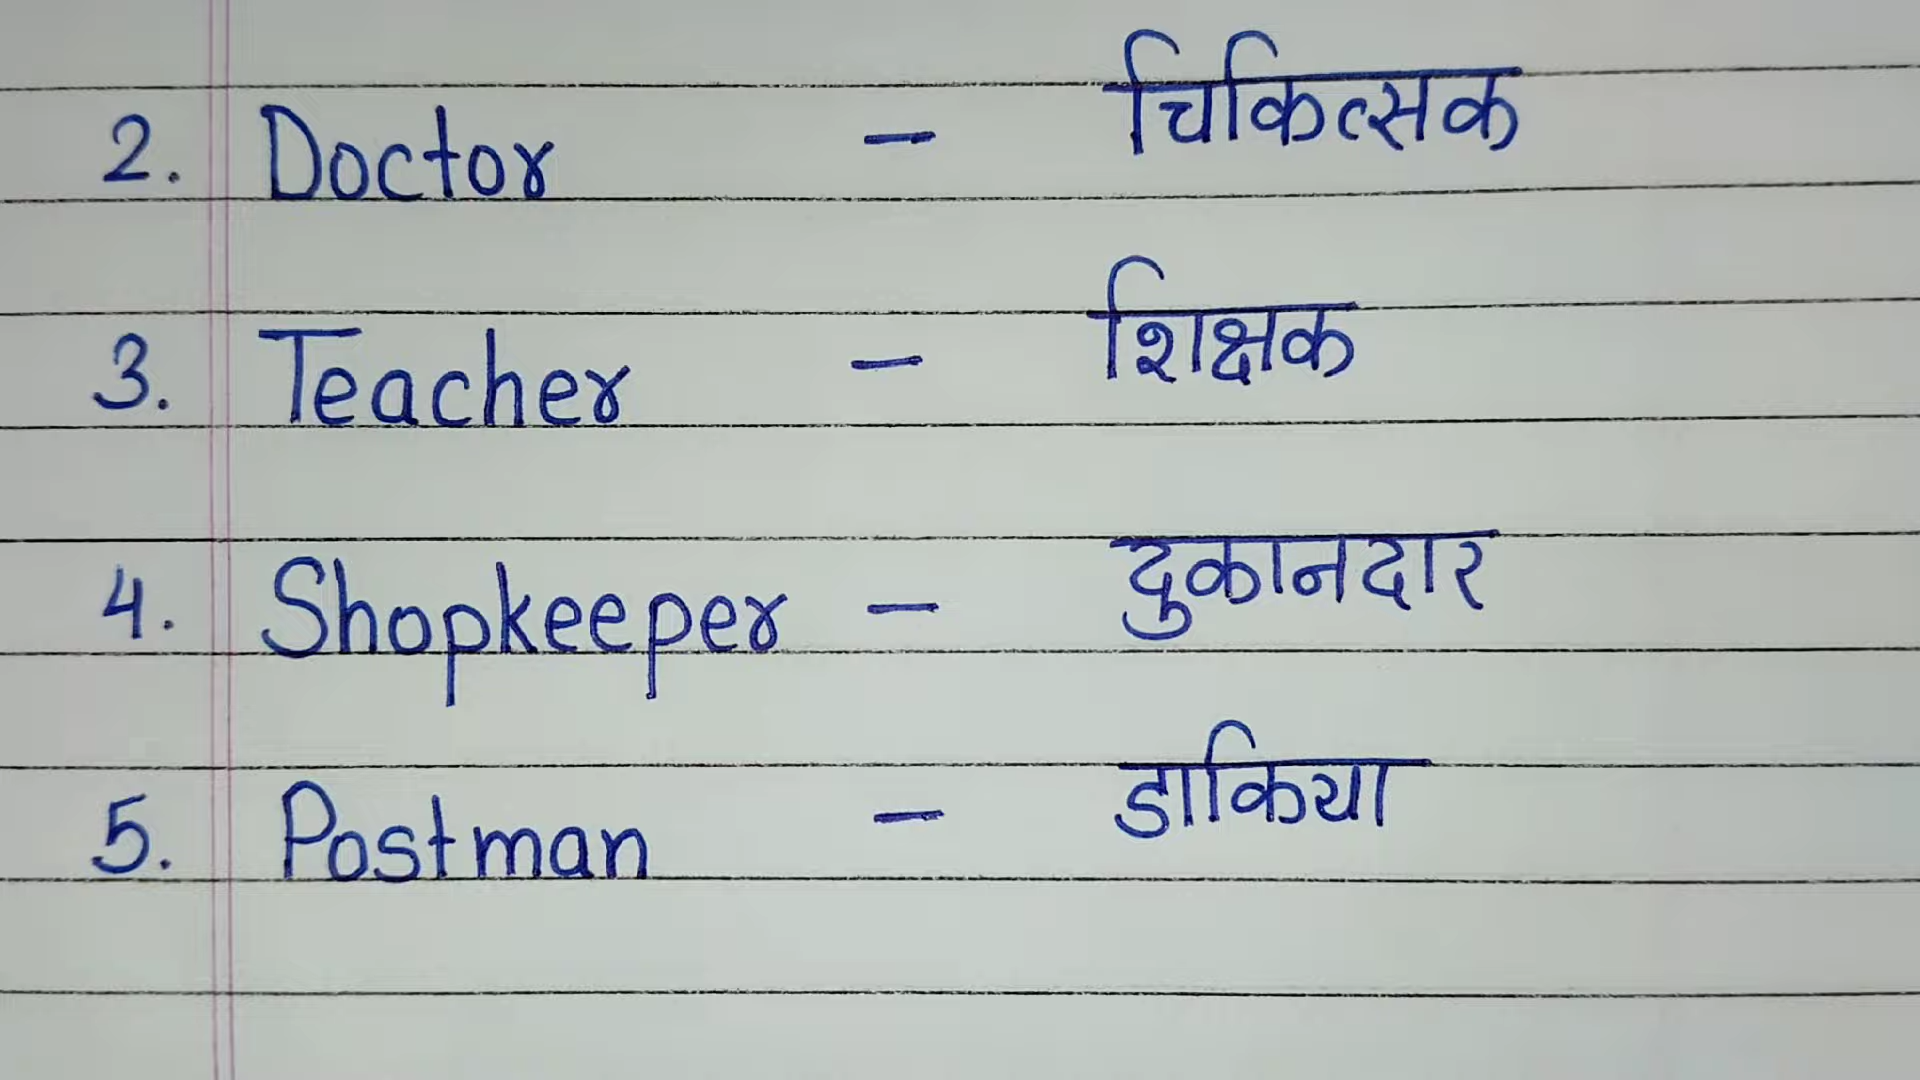 2. Doctor - चिकित्सक
3. Teacher - शिक्षक
4. Shopkeeper - दुकानदार
5. Postman - डाकिया